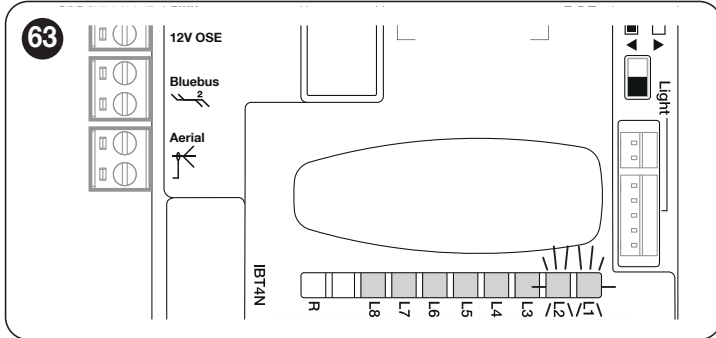 63
12V OSE
Bluebus
2
Aerial
Light
IBT4N
R L8 L7 L6 L5 L4 L3 L2 L1